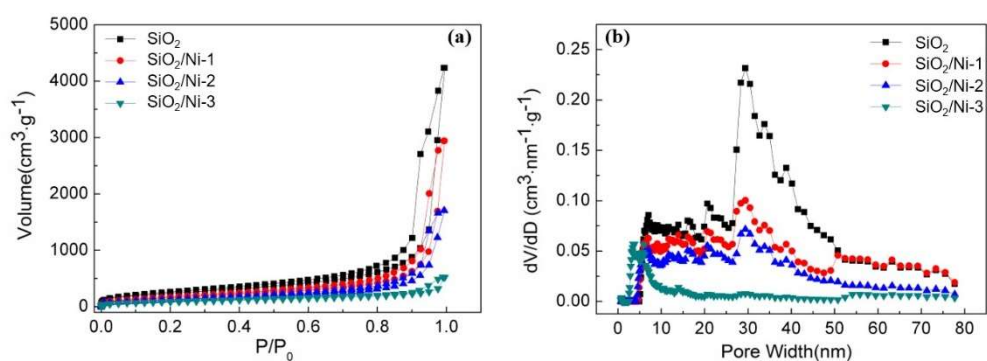 5000
4000
3000
2000
1000
0
Volume(cm³·g⁻¹)
SiO₂
SiO₂/Ni-1
SiO₂/Ni-2
SiO₂/Ni-3
(a)
0.0 0.2 0.4 0.6 0.8 1.0
P/P₀
0.25
0.20
0.15
0.10
0.05
0.00
dV/dD (cm³·nm⁻¹·g⁻¹)
(b)
SiO₂
SiO₂/Ni-1
SiO₂/Ni-2
SiO₂/Ni-3
0 10 20 30 40 50 60 70 80
Pore Width(nm)